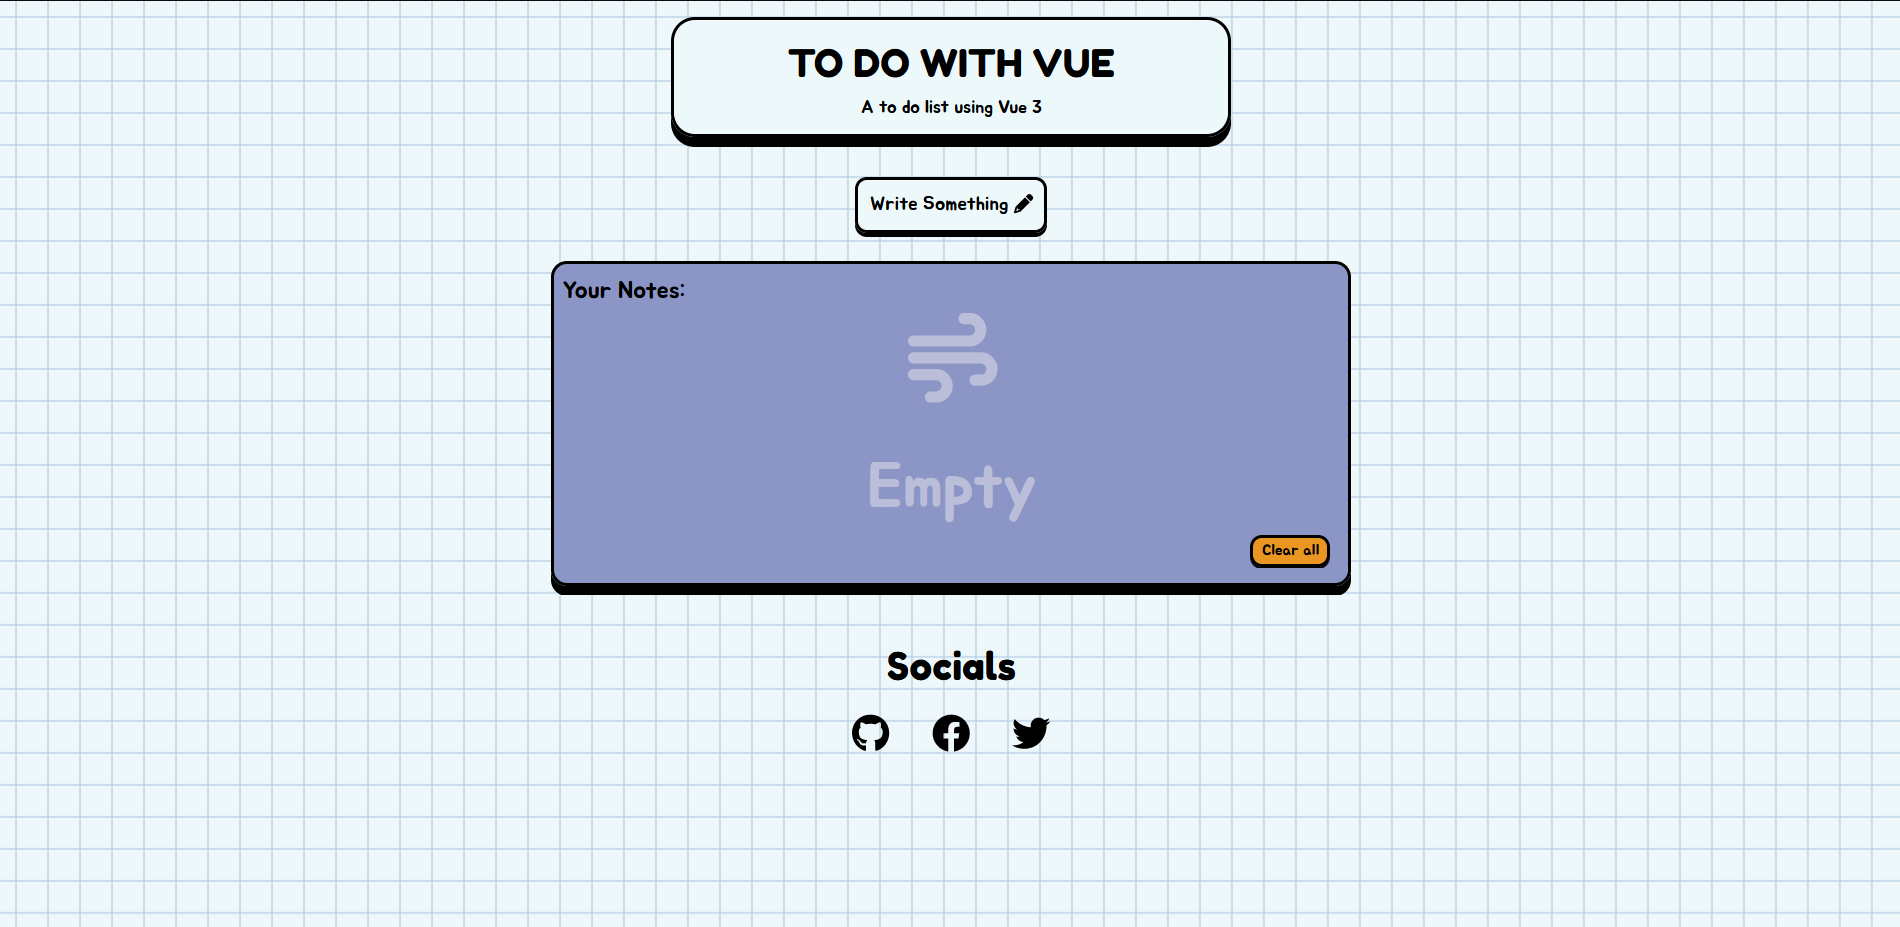 TO DO WITH VUE
A to do list using Vue 3
Write Something
Your Notes:
Empty
Clear all
Socials